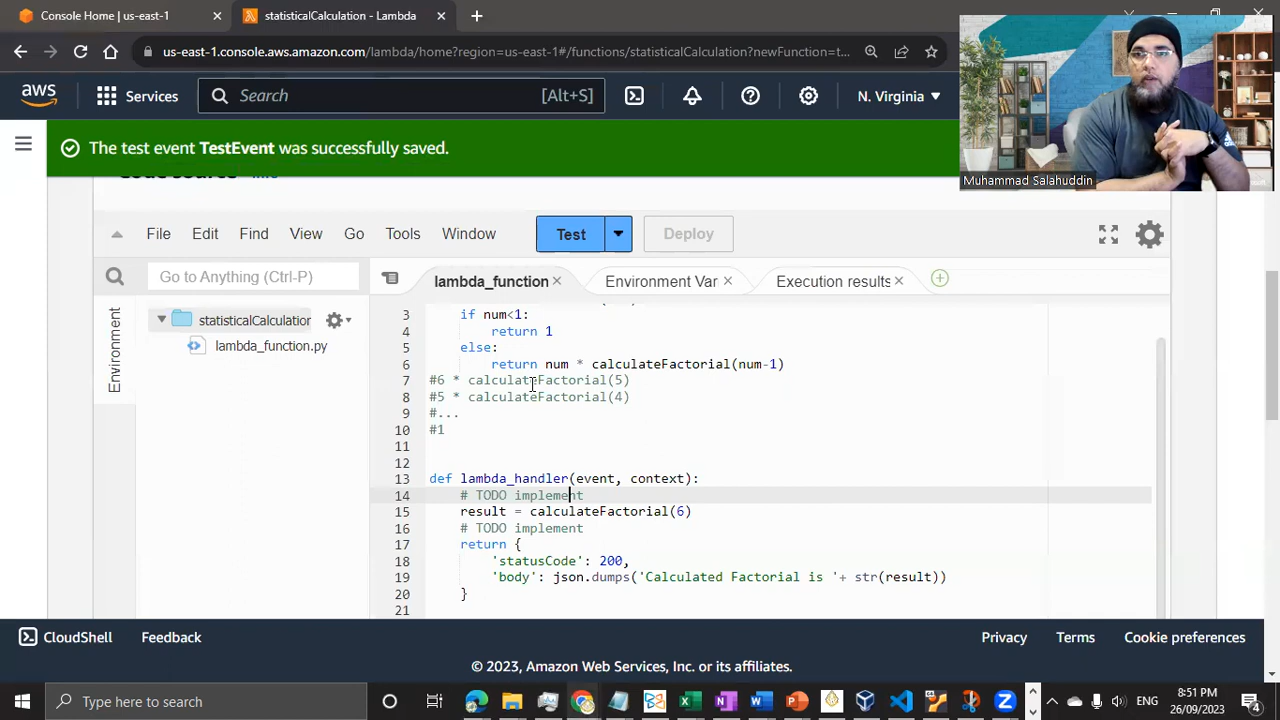 Console Home | us-east-1
statisticalCalculation - Lambda
us-east-1.console.aws.amazon.com/lambda/home?region=us-east-1#/functions/statisticalCalculation?newFunction=t...
aws
Services
Search
[Alt+S]
N. Virginia
Muhammad Salahuddin
The test event TestEvent was successfully saved.
Code source Info
File
Edit
Find
View
Go
Tools
Window
Test
Deploy
Go to Anything (Ctrl-P)
lambda_function
Environment Var
Execution results
Environment
statisticalCalculation
lambda_function.py
3 if num<1:
4 return 1
5 else:
6 return num * calculateFactorial(num-1)
7 #6 * calculateFactorial(5)
8 #5 * calculateFactorial(4)
9 #...
10 #1
11
12
13 def lambda_handler(event, context):
14 # TODO implement
15 result = calculateFactorial(6)
16 # TODO implement
17 return {
18 'statusCode': 200,
19 'body': json.dumps('Calculated Factorial is '+ str(result))
20 }
21
CloudShell
Feedback
Privacy
Terms
Cookie preferences
© 2023, Amazon Web Services, Inc. or its affiliates.
Type here to search
ENG
8:51 PM
26/09/2023
4